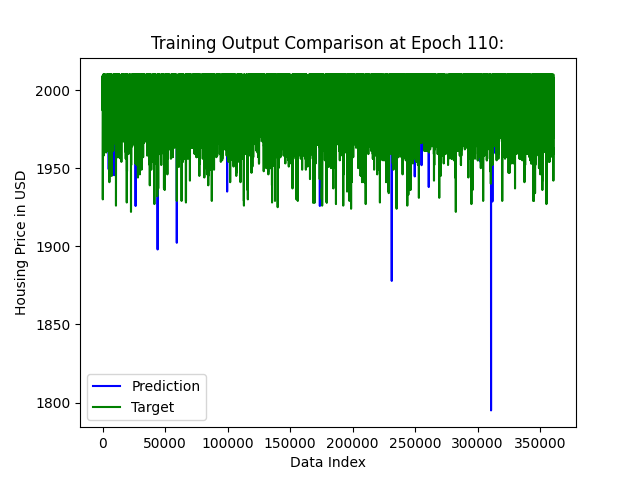 Training Output Comparison at Epoch 110:
Housing Price in USD
2000
1950
1900
1850
1800
Prediction
Target
0 50000 100000 150000 200000 250000 300000 350000
Data Index